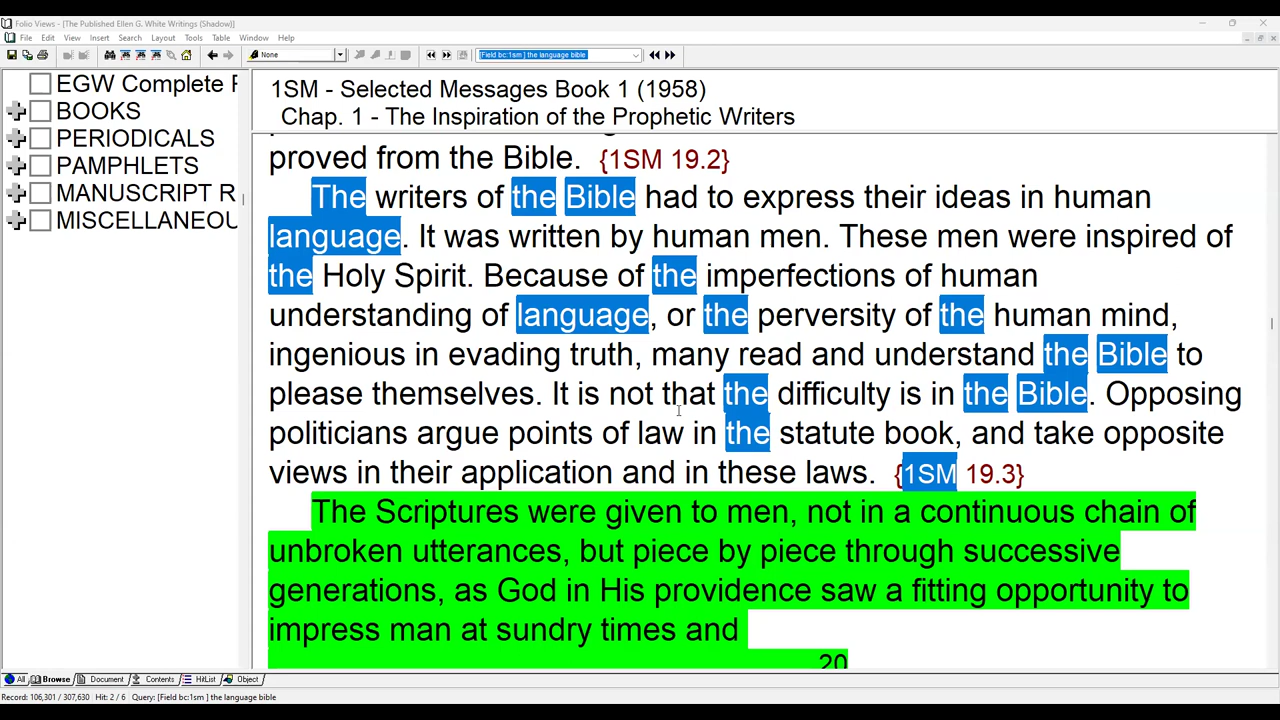 Folio Views - [The Published Ellen G. White Writings (Shadow)]
File Edit View Insert Search Layout Tools Table Window Help
None [Field bc:1sm ] the language bible
EGW Complete P
BOOKS
PERIODICALS
PAMPHLETS
MANUSCRIPT R
MISCELLANEOU
1SM - Selected Messages Book 1 (1958)
Chap. 1 - The Inspiration of the Prophetic Writers
proved from the Bible. {1SM 19.2}
The writers of the Bible had to express their ideas in human
language. It was written by human men. These men were inspired of
the Holy Spirit. Because of the imperfections of human
understanding of language, or the perversity of the human mind,
ingenious in evading truth, many read and understand the Bible to
please themselves. It is not that the difficulty is in the Bible. Opposing
politicians argue points of law in the statute book, and take opposite
views in their application and in these laws. {1SM 19.3}
The Scriptures were given to men, not in a continuous chain of
unbroken utterances, but piece by piece through successive
generations, as God in His providence saw a fitting opportunity to
impress man at sundry times and
20
All Browse Document Contents HitList Object
Record: 106,301 / 307,630 Hit: 2 / 6 Query: [Field bc:1sm ] the language bible